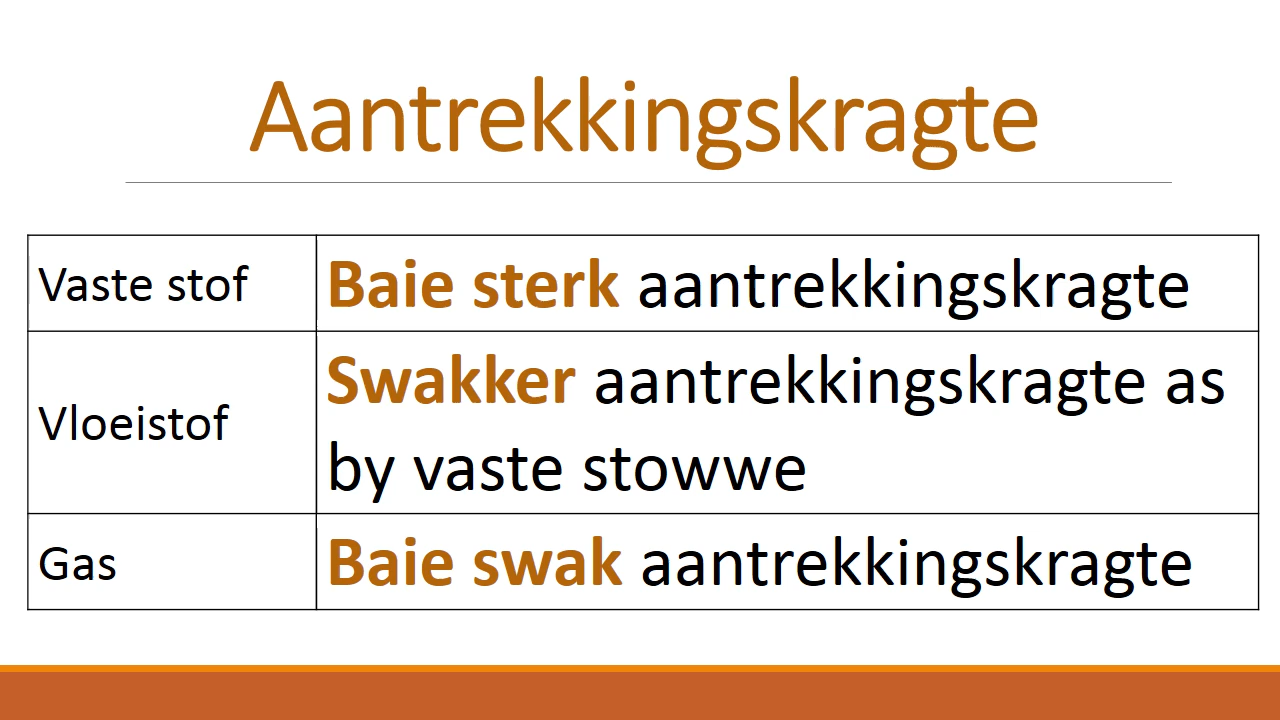 Aantrekkingskragte
Vaste stof
Baie sterk aantrekkingskragte
Vloeistof
Swakker aantrekkingskragte as
by vaste stowwe
Gas
Baie swak aantrekkingskragte